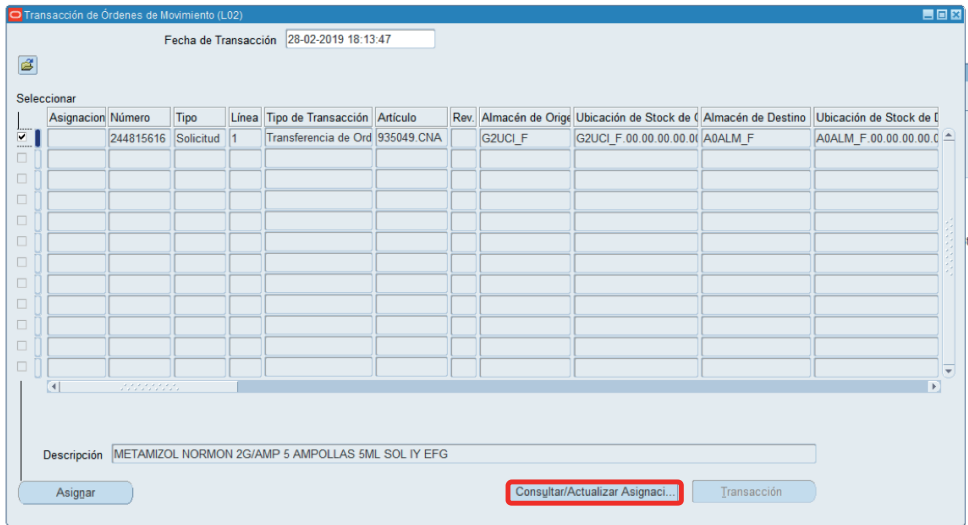 Transacción de Órdenes de Movimiento (L02)
Fecha de Transacción 28-02-2019 18:13:47
Seleccionar
Asignacion Número Tipo Línea Tipo de Transacción Artículo Rev. Almacén de Orige Ubicación de Stock de Almacén de Destino Ubicación de Stock de
244815616 Solicitud 1 Transferencia de Ord 935049.CNA G2UCI_F G2UCI_F.00.00.00.00.0 A0ALM_F A0ALM_F.00.00.00.00.0
Descripción METAMIZOL NORMON 2G/AMP 5 AMPOLLAS 5ML SOL IY EFG
Asignar Consultar/Actualizar Asignaci... Transacción